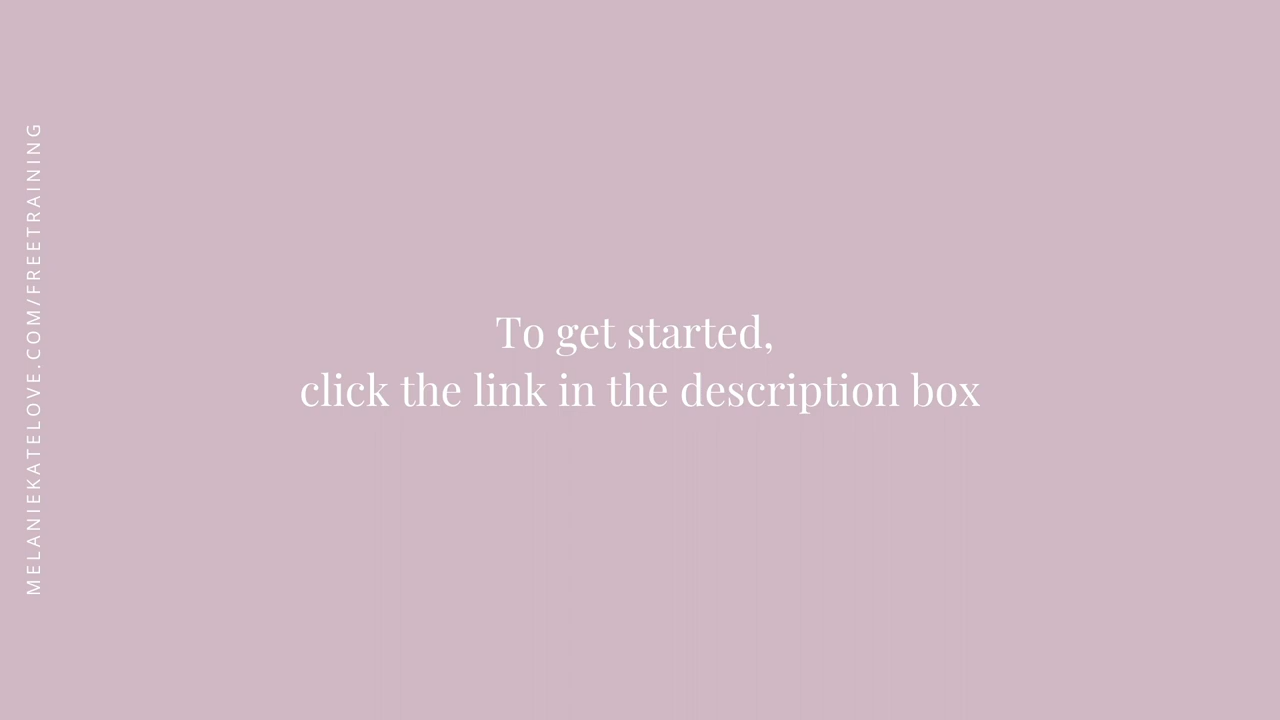 MELANIEKATELOVE.COM/FREETRAINING
To get started,
click the link in the description box